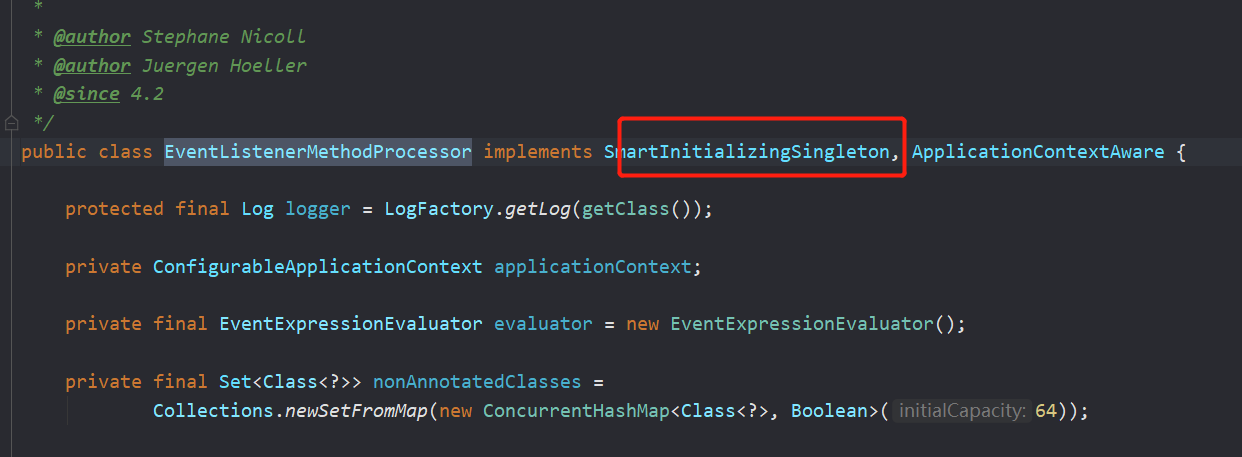 *
* @author Stephane Nicoll
* @author Juergen Hoeller
* @since 4.2
*/
public class EventListenerMethodProcessor implements SmartInitializingSingleton, ApplicationContextAware {
protected final Log logger = LogFactory.getLog(getClass());
private ConfigurableApplicationContext applicationContext;
private final EventExpressionEvaluator evaluator = new EventExpressionEvaluator();
private final Set<Class<?>> nonAnnotatedClasses =
Collections.newSetFromMap(new ConcurrentHashMap<Class<?>, Boolean>( initialCapacity: 64));